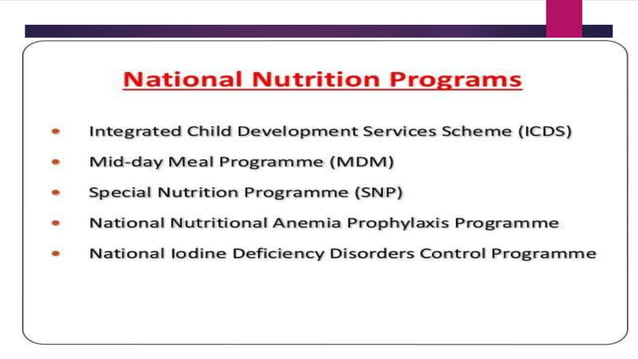 National Nutrition Programs
• Integrated Child Development Services Scheme (ICDS)
• Mid-day Meal Programme (MDM)
• Special Nutrition Programme (SNP)
• National Nutritional Anemia Prophylaxis Programme
• National Iodine Deficiency Disorders Control Programme